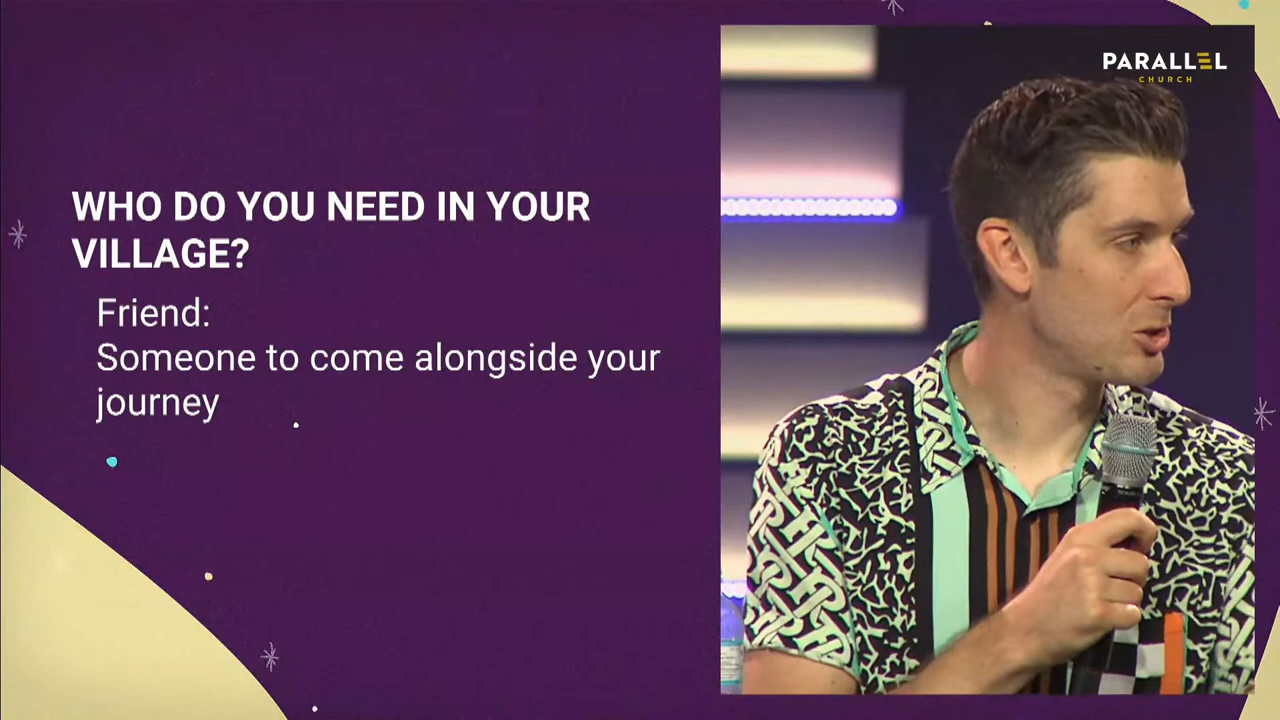 WHO DO YOU NEED IN YOUR
VILLAGE?
Friend:
Someone to come alongside your
journey
PARALLEL
CHURCH